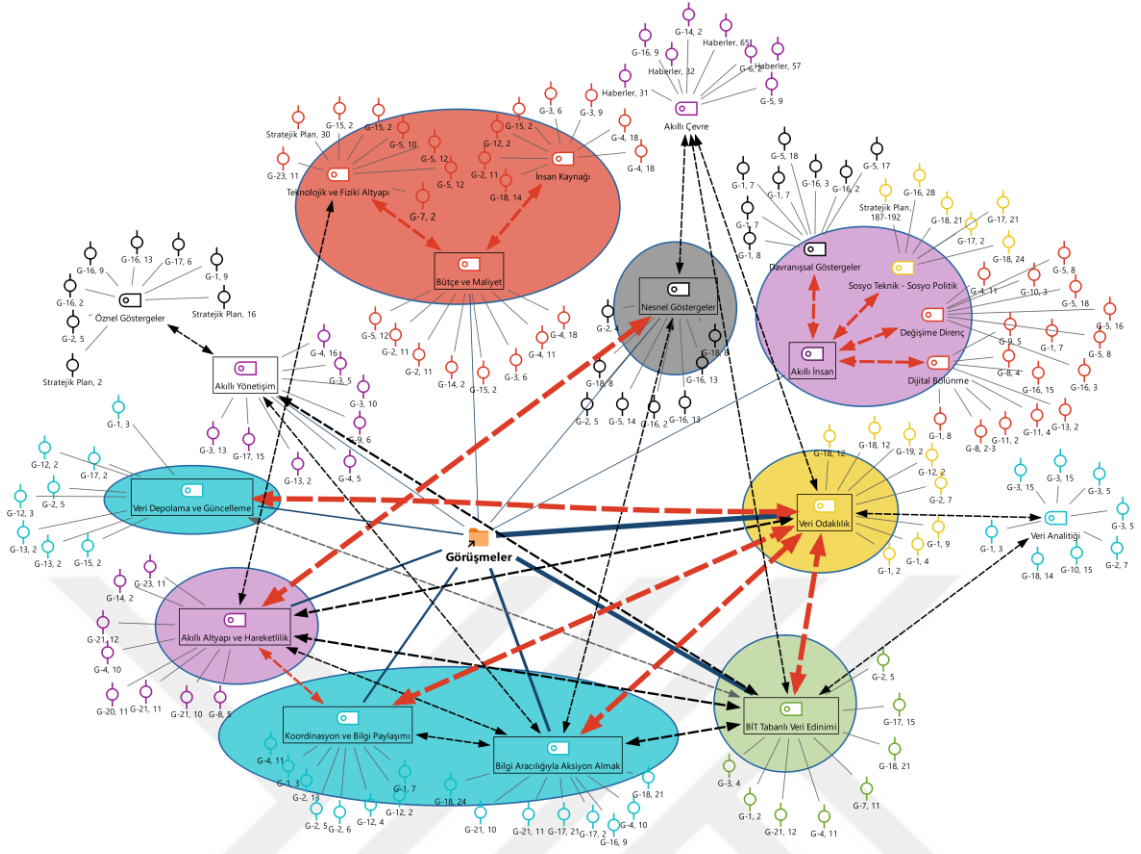 G-14, 2
Haberler, 65
G-16, 9
G-6, 2
Haberler, 57
Haberler, 32
Haberler, 31
G-5, 9
Akıllı Çevre
G-3, 6
G-3, 9
G-15, 2
G-15, 2
G-15, 2
Stratejik Plan, 30
G-5, 10
G-12, 2
G-4, 18
G-5, 12
G-2, 11
G-4, 18
G-23, 11
G-5, 12
İnsan Kaynağı
Teknolojik ve Fiziki Altyapı
G-18, 14
G-7, 2
Bütçe ve Maliyet
G-5, 12
G-2, 11
G-2, 11
G-14, 2
G-15, 2
G-3, 6
G-4, 11
G-4, 18
G-5, 18
G-5, 17
G-1, 7
G-16, 3
G-16, 2
G-16, 28
G-1, 7
Stratejik Plan,
187-192
G-18, 21
G-17, 21
G-1, 7
G-17, 2
G-1, 8
G-18, 24
Davranışsal Göstergeler
G-5, 8
G-4, 11
G-10, 3
Sosyo Teknik - Sosyo Politik
G-5, 18
G-5, 16
Değişime Direnç
G-9, 5
G-1, 7
G-5, 8
G-8, 4
G-16, 3
Akıllı İnsan
Dijital Bölünme
G-16, 15
G-1, 8
G-8, 2-3
G-11, 2
G-11, 4
G-13, 2
G-16, 13
G-17, 6
G-16, 9
G-1, 9
G-16, 2
Öznel Göstergeler
Stratejik Plan, 16
G-2, 5
Stratejik Plan, 2
Nesnel Göstergeler
G-2, 4
G-18, 8
G-18, 8
G-16, 13
G-2, 5
G-5, 14
G-16, 2
G-16, 13
G-4, 16
Akıllı Yönetişim
G-3, 5
G-3, 10
G-9, 6
G-3, 13
G-17, 15
G-13, 2
G-4, 5
G-1, 3
G-12, 2
G-17, 2
G-2, 5
G-12, 3
Veri Depolama ve Güncelleme
G-13, 2
G-13, 2
G-15, 2
G-18, 12
G-18, 12
G-19, 2
G-12, 2
G-2, 7
Veri Odaklılık
G-1, 9
G-1, 4
G-1, 2
G-3, 15
G-3, 15
G-3, 5
G-3, 5
Veri Analitiği
G-1, 3
G-18, 14
G-10, 15
G-2, 7
Görüşmeler
G-23, 11
G-14, 2
G-21, 12
Akıllı Altyapı ve Hareketlilik
G-4, 10
G-20, 11
G-21, 11
G-21, 10
G-8, 5
Koordinasyon ve Bilgi Paylaşımı
G-4, 11
G-1, 3
G-2, 13
G-2, 5
G-2, 6
G-12, 4
G-12, 2
G-1, 7
Bilgi Aracılığıyla Aksiyon Almak
G-18, 24
G-21, 10
G-21, 11
G-17, 21
G-17, 2
G-16, 9
G-4, 10
G-18, 21
G-2, 5
G-17, 15
BİT Tabanlı Veri Edinimi
G-18, 21
G-3, 4
G-7, 11
G-1, 2
G-21, 12
G-4, 11